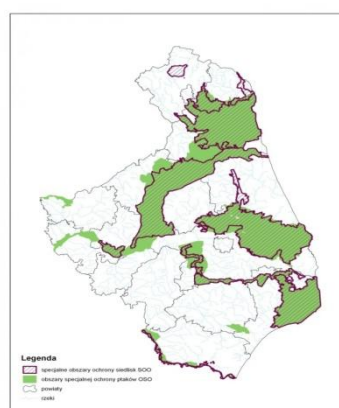 Legenda
specjalne obszary ochrony siedlisk SOO
obszary specjalnej ochrony ptaków OSO
powiaty
rzeki